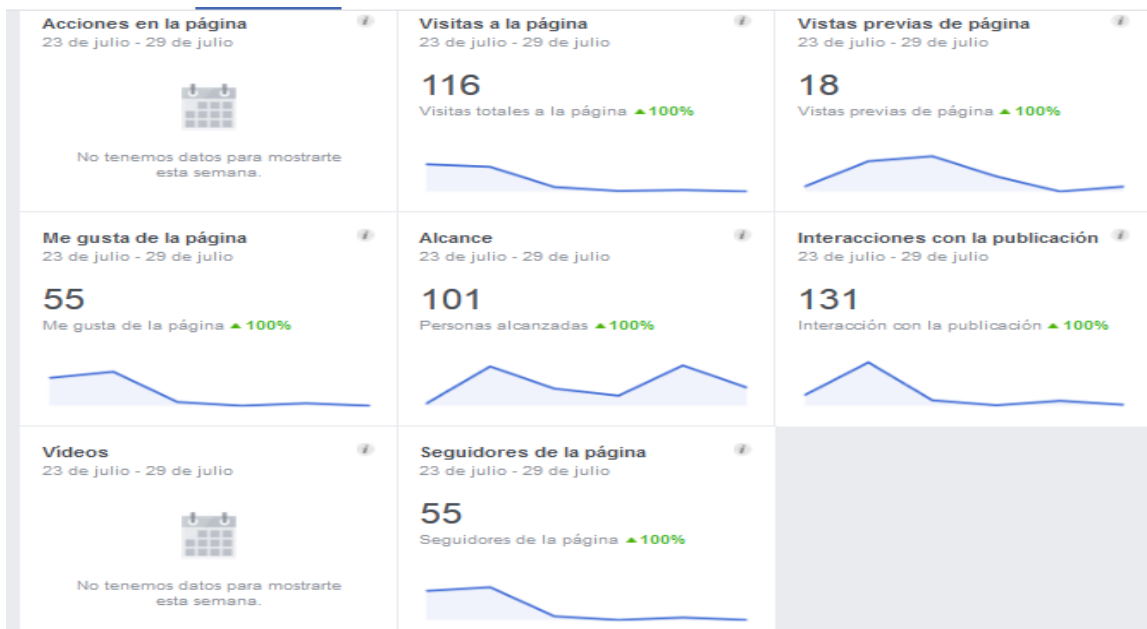 Acciones en la página
23 de julio - 29 de julio
No tenemos datos para mostrarte
esta semana.
Visitas a la página
23 de julio - 29 de julio
116
Visitas totales a la página ▲100%
Vistas previas de página
23 de julio - 29 de julio
18
Vistas previas de página ▲100%
Me gusta de la página
23 de julio - 29 de julio
55
Me gusta de la página ▲100%
Alcance
23 de julio - 29 de julio
101
Personas alcanzadas ▲100%
Interacciones con la publicación
23 de julio - 29 de julio
131
Interacción con la publicación ▲100%
Vídeos
23 de julio - 29 de julio
No tenemos datos para mostrarte
esta semana.
Seguidores de la página
23 de julio - 29 de julio
55
Seguidores de la página ▲100%